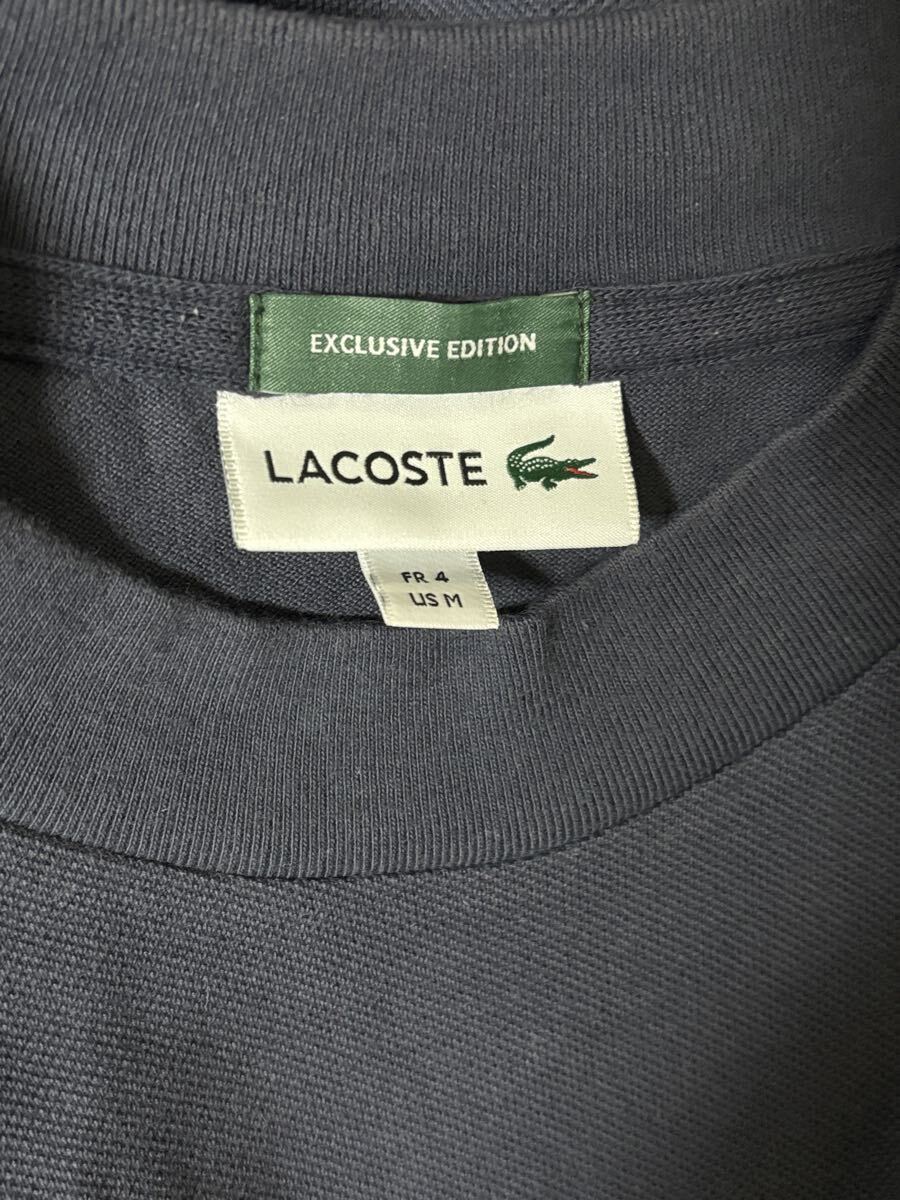 EXCLUSIVE EDITION
LACOSTE
FR 4
US M